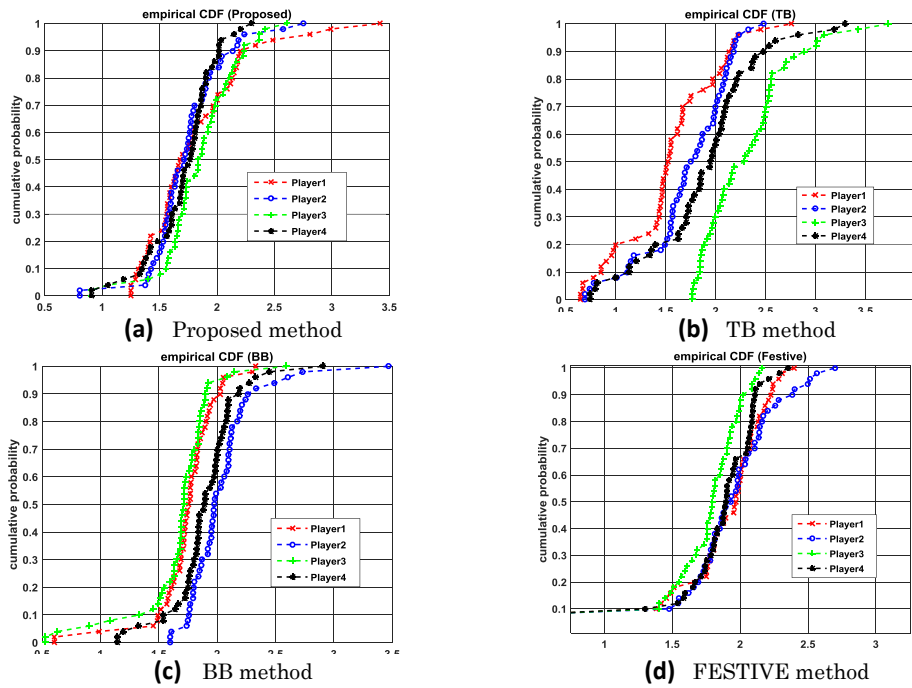 empirical CDF (Proposed)
cumulative probability
1
0.9
0.8
0.7
0.6
0.5
0.4
0.3
0.2
0.1
0
0.5 1 1.5 2 2.5 3 3.5
Player1
Player2
Player3
Player4
(a) Proposed method
empirical CDF (TB)
cumulative probability
1
0.9
0.8
0.7
0.6
0.5
0.4
0.3
0.2
0.1
0
0.5 1 1.5 2 2.5 3 3.5
Player1
Player2
Player3
Player4
(b) TB method
empirical CDF (BB)
cumulative probability
1
0.9
0.8
0.7
0.6
0.5
0.4
0.3
0.2
0.1
0
0.5 1 1.5 2 2.5 3 3.5
Player1
Player2
Player3
Player4
(c) BB method
empirical CDF (Festive)
cumulative probability
1
0.9
0.8
0.7
0.6
0.5
0.4
0.3
0.2
0.1
1 1.5 2 2.5 3
Player1
Player2
Player3
Player4
(d) FESTIVE method